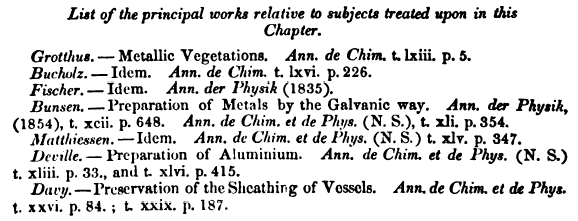 List of the principal works relative to subjects treated upon in this
Chapter.
Grotthus. — Metallic Vegetations. Ann. de Chim. t. lxiii. p. 5.
Bucholz. — Idem. Ann. de Chim. t. lxvi. p. 226.
Fischer. — Idem. Ann. der Physik (1835).
Bunsen. — Preparation of Metals by the Galvanic way. Ann. der Physik,
(1854), t. xcii. p. 648. Ann. de Chim. et de Phys. (N. S.), t. xli. p. 354.
Matthiessen. — Idem. Ann. de Chim. et de Phys. (N. S.) t. xlv. p. 347.
Deville. — Preparation of Aluminium. Ann. de Chim. et de Phys. (N. S.)
t. xliii. p. 33., and t. xlvi. p. 415.
Davy. — Preservation of the Sheathing of Vessels. Ann. de Chim. et de Phys.
t. xxvi. p. 84. ; t. xxix. p. 187.